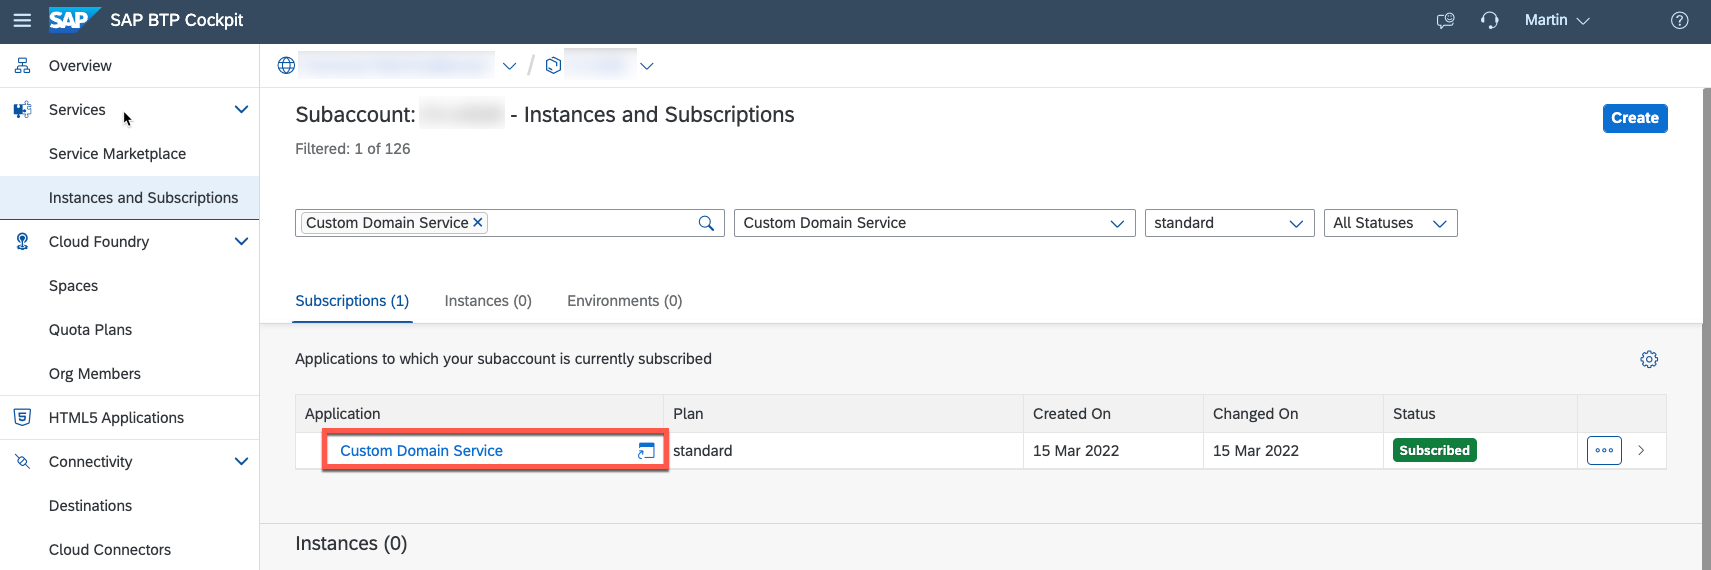 SAP SAP BTP Cockpit
Martin
Overview
Services
Service Marketplace
Instances and Subscriptions
Cloud Foundry
Spaces
Quota Plans
Org Members
HTML5 Applications
Connectivity
Destinations
Cloud Connectors
/
Subaccount: - Instances and Subscriptions
Create
Filtered: 1 of 126
Custom Domain Service
Custom Domain Service
standard
All Statuses
Subscriptions (1) Instances (0) Environments (0)
Applications to which your subaccount is currently subscribed
Application Plan Created On Changed On Status
Custom Domain Service standard 15 Mar 2022 15 Mar 2022 Subscribed
Instances (0)